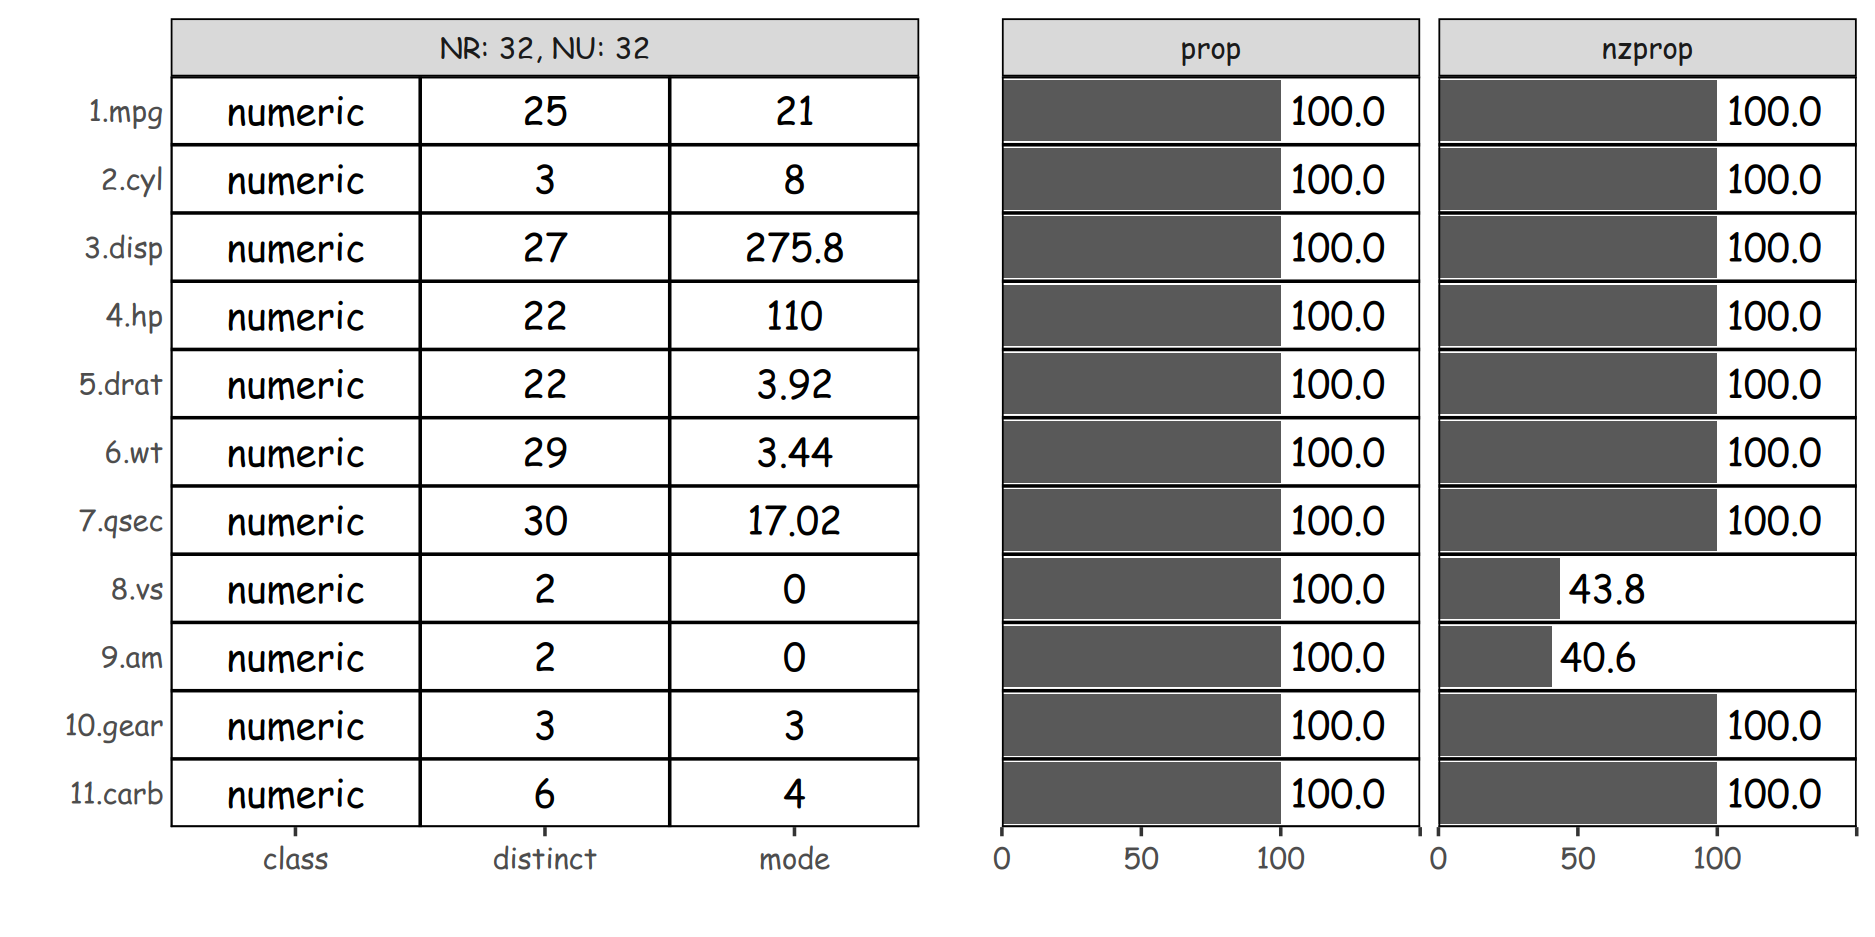 NR: 32, NU: 32 prop nzprop
1.mpg numeric 25 21 100.0 100.0
2.cyl numeric 3 8 100.0 100.0
3.disp numeric 27 275.8 100.0 100.0
4.hp numeric 22 110 100.0 100.0
5.drat numeric 22 3.92 100.0 100.0
6.wt numeric 29 3.44 100.0 100.0
7.qsec numeric 30 17.02 100.0 100.0
8.vs numeric 2 0 100.0 43.8
9.am numeric 2 0 100.0 40.6
10.gear numeric 3 3 100.0 100.0
11.carb numeric 6 4 100.0 100.0
class distinct mode 0 50 100 0 50 100